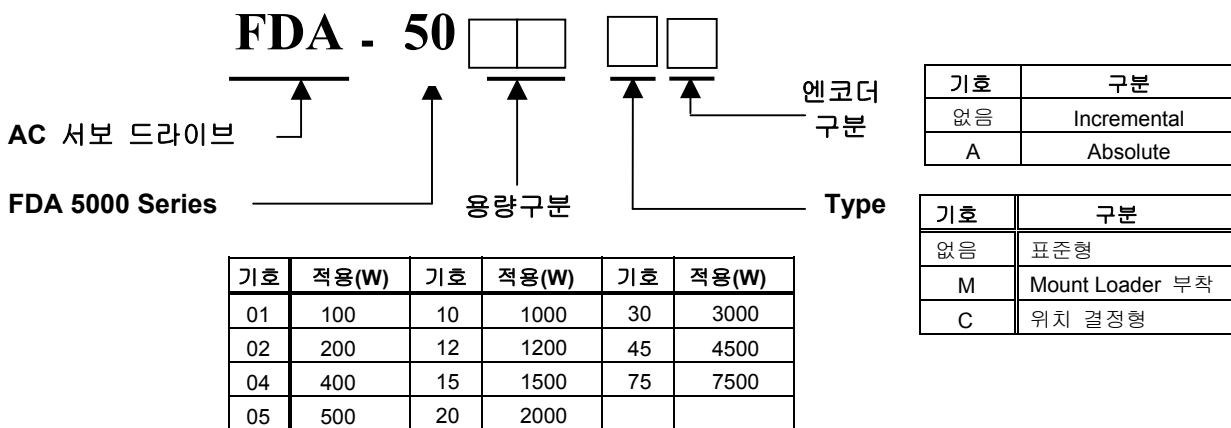 FDA - 50
AC 서보 드라이브
FDA 5000 Series
용량구분
엔코더
구분
Type
기호 구분
없음 Incremental
A Absolute
기호 구분
없음 표준형
M Mount Loader 부착
C 위치 결정형
기호 적용(W) 기호 적용(W) 기호 적용(W)
01 100 10 1000 30 3000
02 200 12 1200 45 4500
04 400 15 1500 75 7500
05 500 20 2000